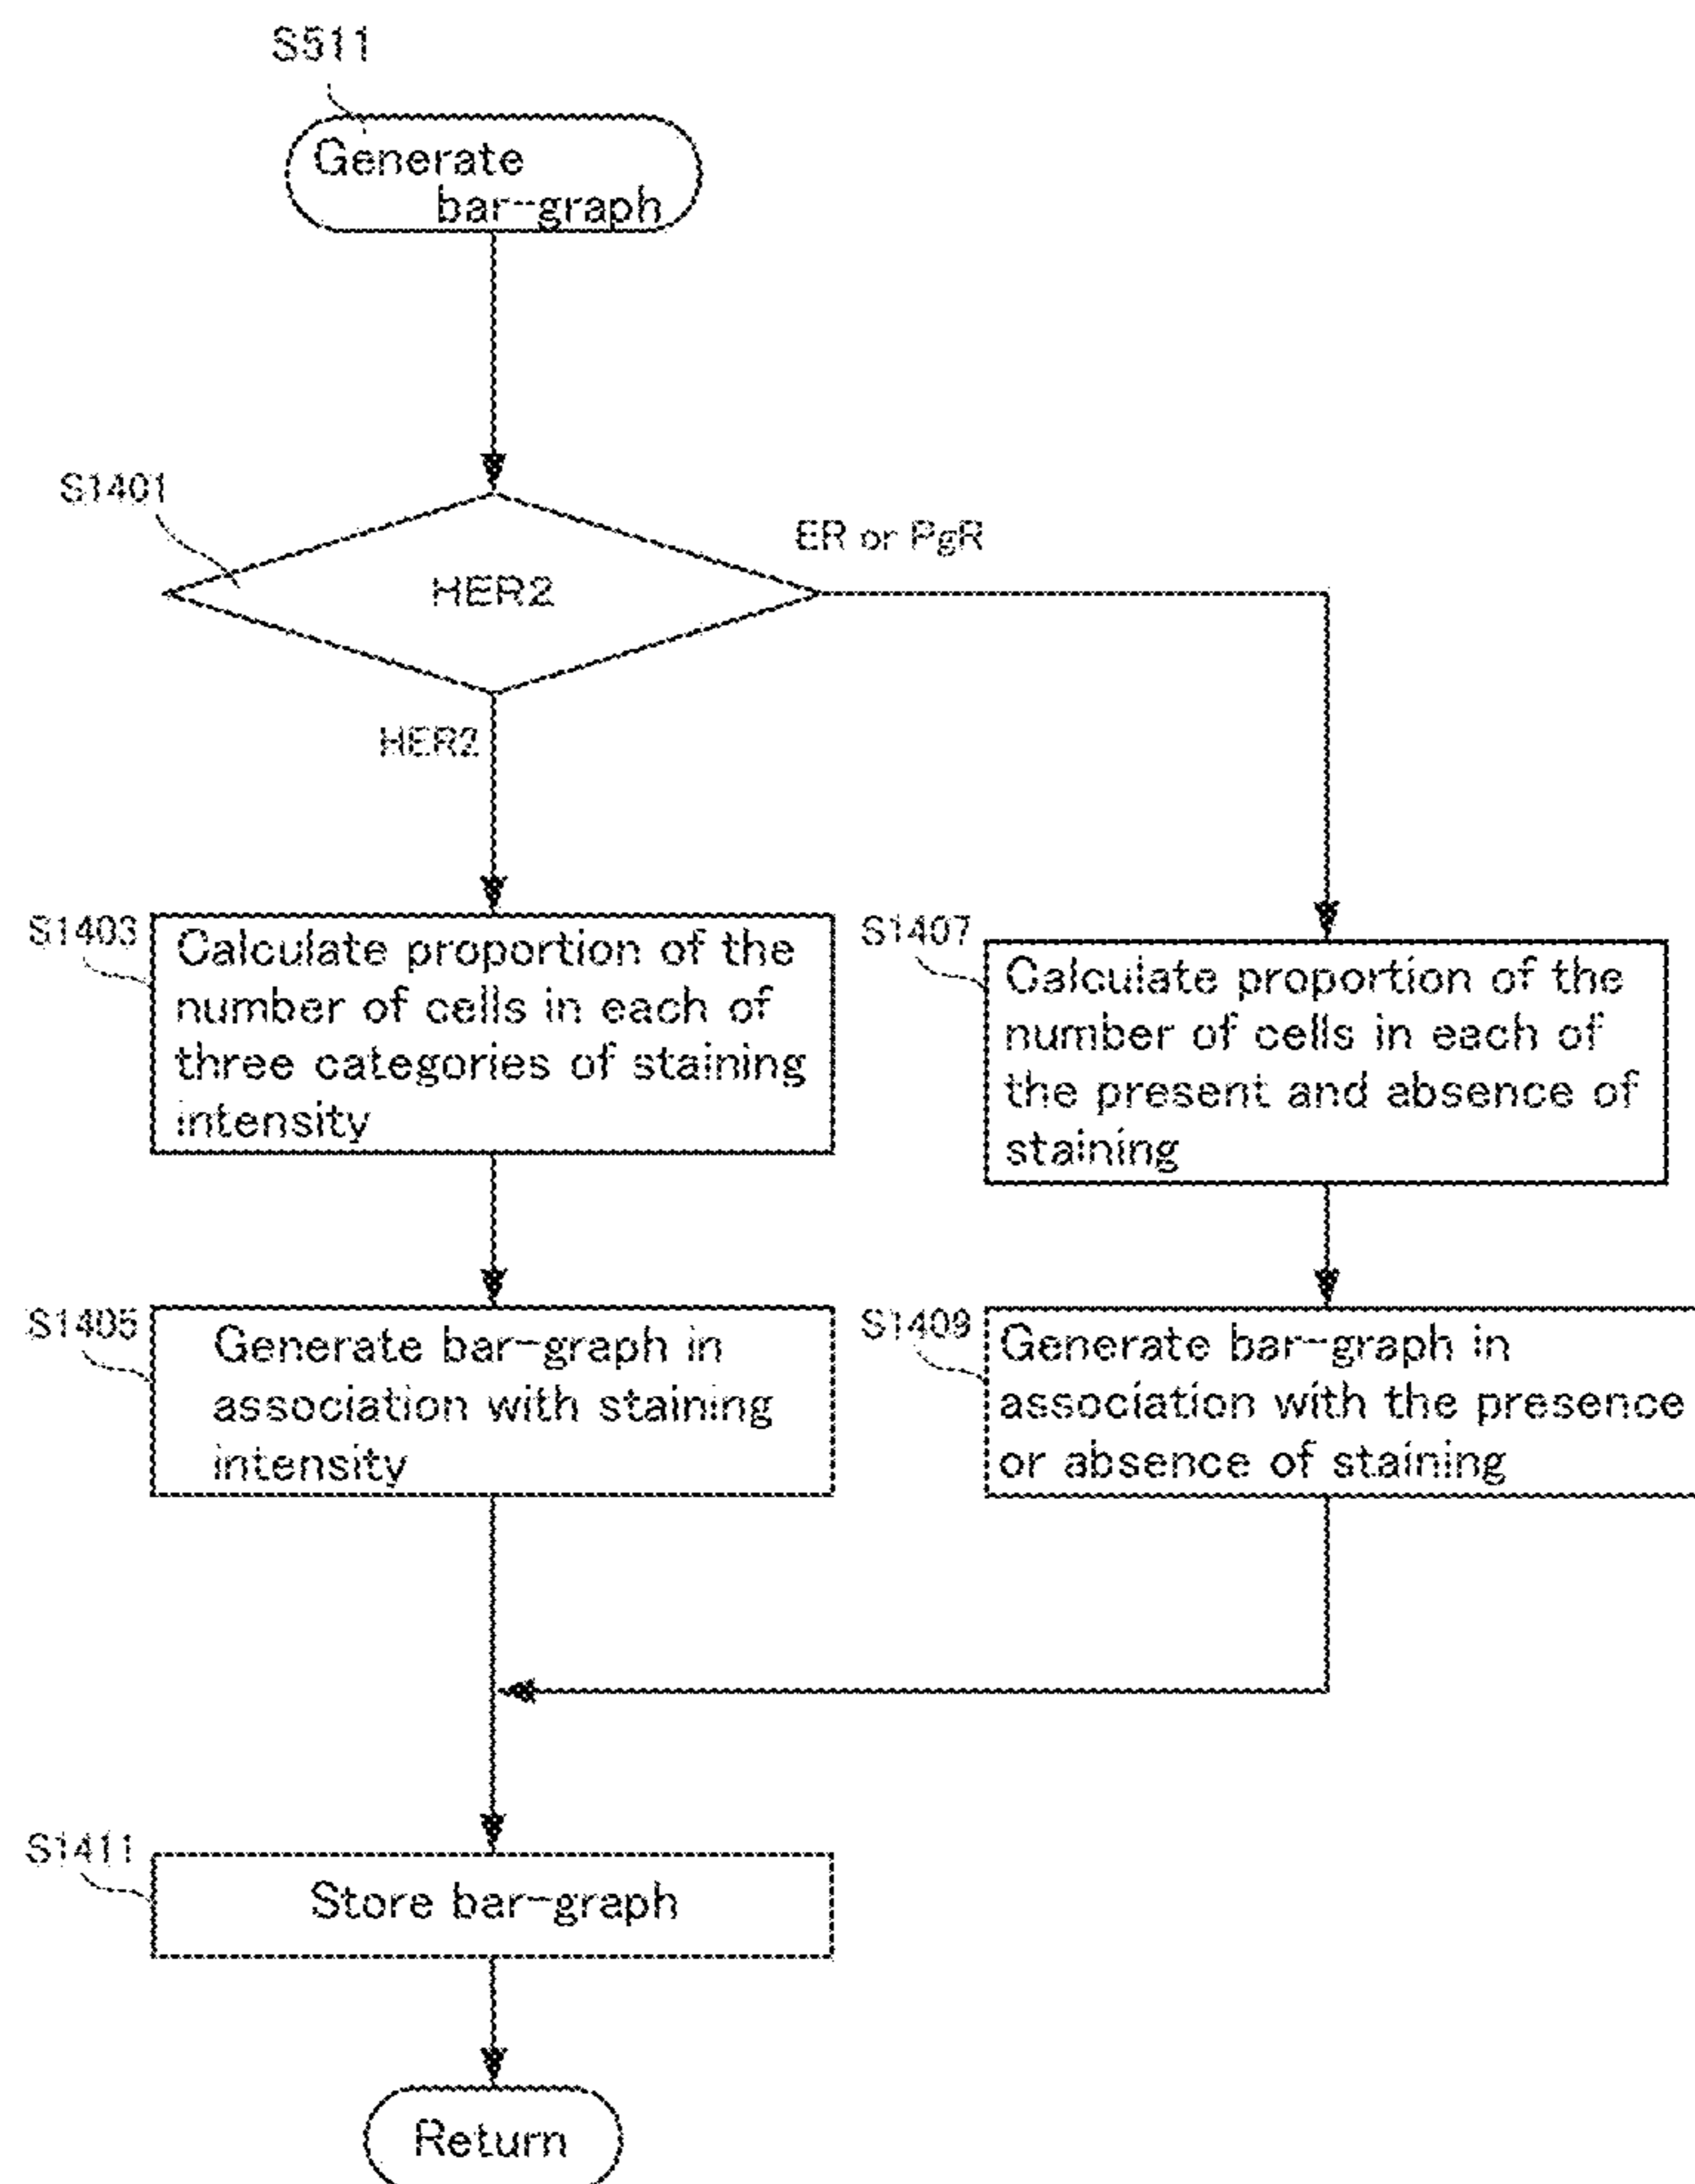 S511
Generate
bar-graph
S1401
HER2
ER or PgR
HER2
S1403
Calculate proportion of the
number of cells in each of
three categories of staining
intensity
S1407
Calculate proportion of the
number of cells in each of
the present and absence of
staining
S1405
Generate bar-graph in
association with staining
intensity
S1409
Generate bar-graph in
association with the presence
or absence of staining
S1411
Store bar-graph
Return